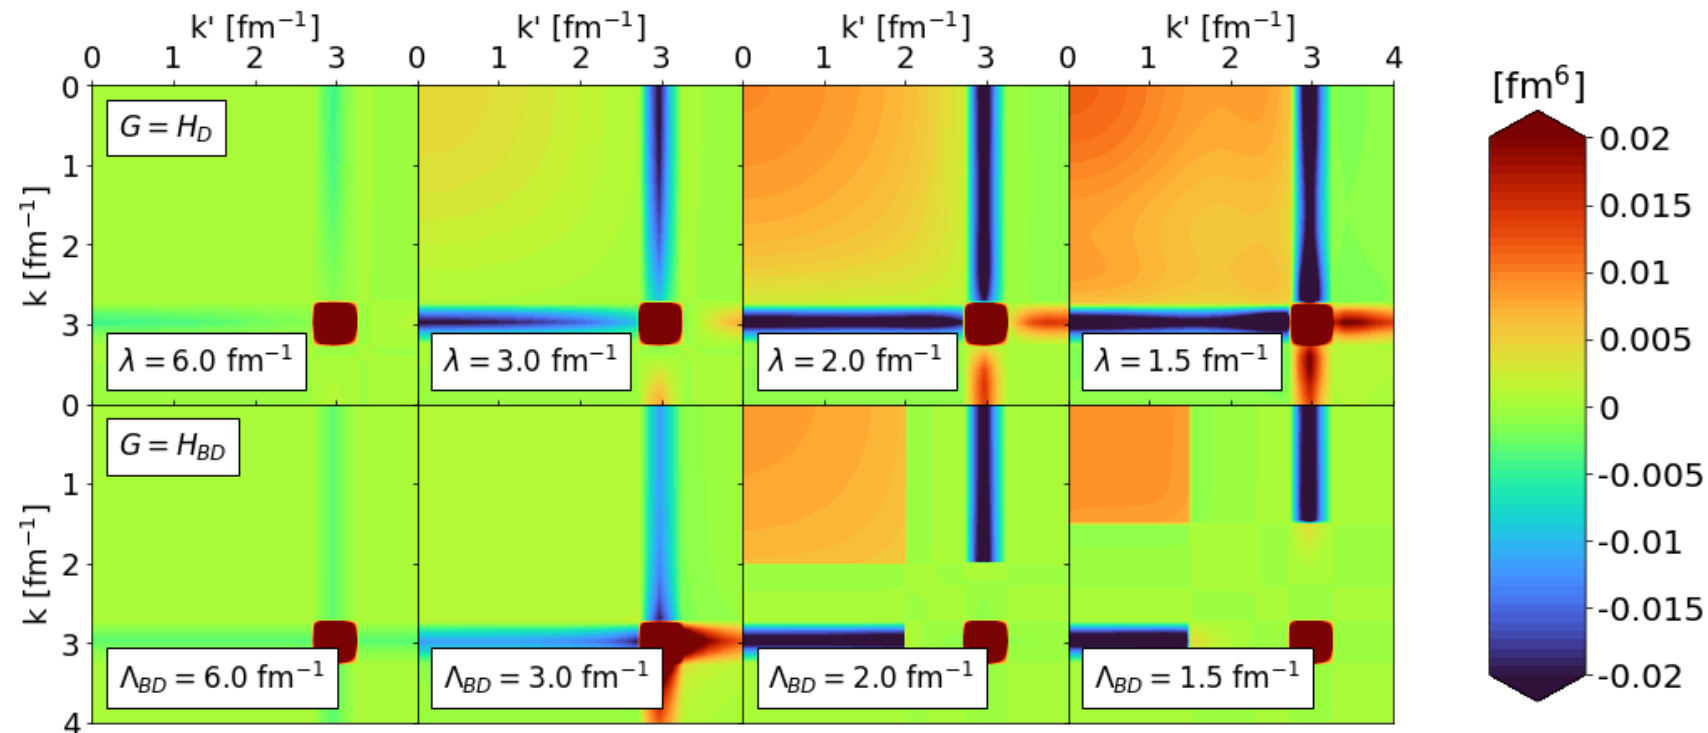 k' [fm⁻¹] k' [fm⁻¹] k' [fm⁻¹] k' [fm⁻¹]
0 1 2 3 0 1 2 3 0 1 2 3 0 1 2 3 4
[fm⁶]
0
G = H_D
0.02
1
0.015
k [fm⁻¹]
0.01
2
0.005
3
λ = 6.0 fm⁻¹ λ = 3.0 fm⁻¹ λ = 2.0 fm⁻¹ λ = 1.5 fm⁻¹
0
0
G = H_BD
-0.005
1
-0.01
k [fm⁻¹]
2
-0.015
3
Λ_BD = 6.0 fm⁻¹ Λ_BD = 3.0 fm⁻¹ Λ_BD = 2.0 fm⁻¹ Λ_BD = 1.5 fm⁻¹
-0.02
4